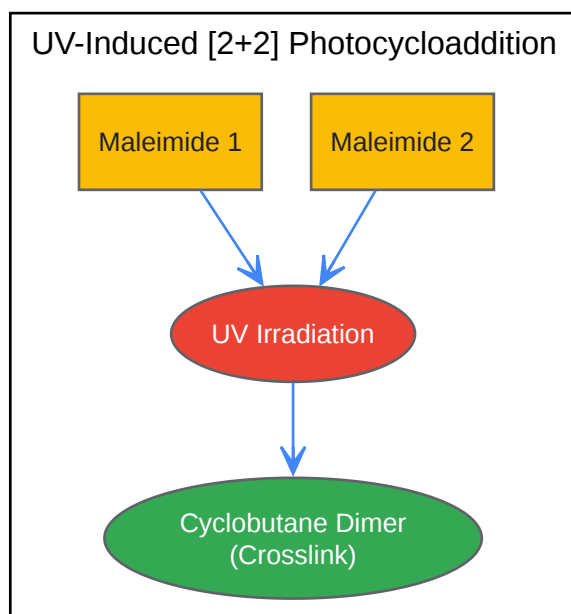 UV-Induced [2+2] Photocycloaddition
Maleimide 1
Maleimide 2
UV Irradiation
Cyclobutane Dimer
(Crosslink)